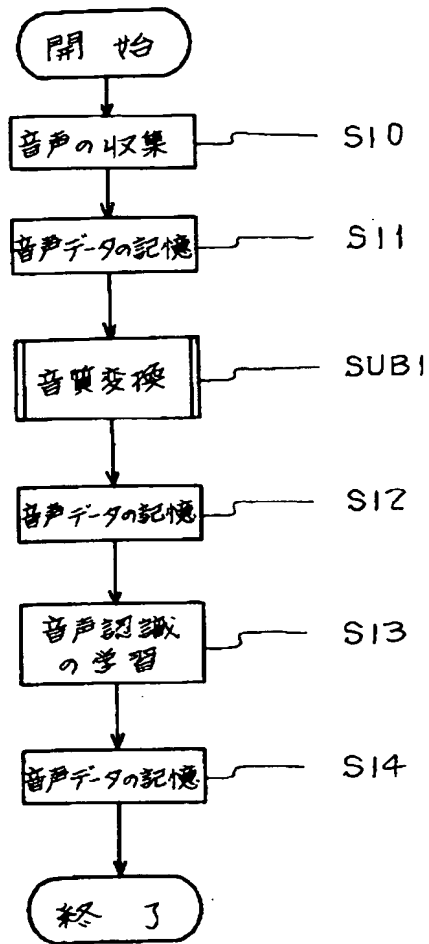 開始
音声の収集
S10
音声データの記憶
S11
音質変換
SUB1
音声データの記憶
S12
音声認識
の学習
S13
音声データの記憶
S14
終了